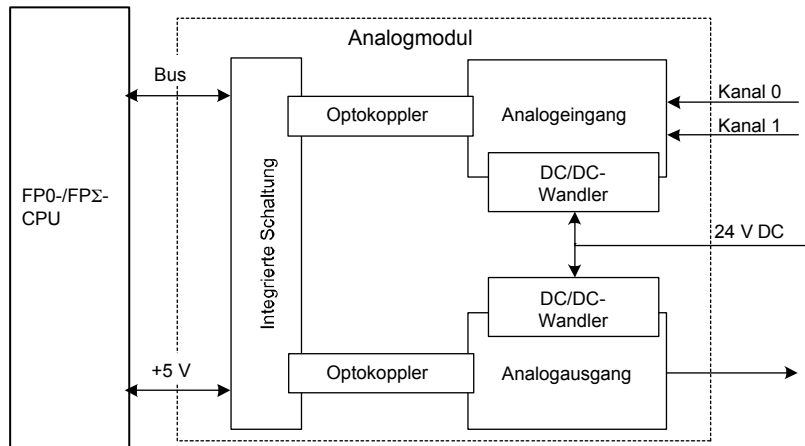 Analogmodul
Bus
Kanal 0
Optokoppler
Analogeingang
Kanal 1
DC/DC-
Wandler
FP0-/FPΣ-
CPU
Integrierte Schaltung
24 V DC
DC/DC-
Wandler
+5 V
Optokoppler
Analogausgang